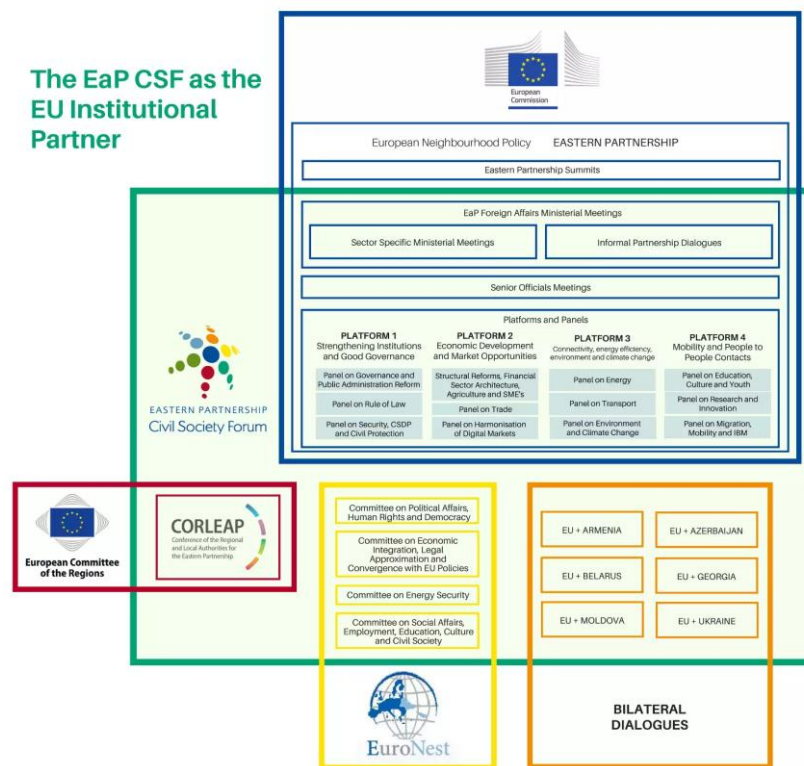 The EaP CSF as the
EU Institutional
Partner
European
Commission
European Neighbourhood Policy EASTERN PARTNERSHIP
Eastern Partnership Summits
EaP Foreign Affairs Ministerial Meetings
Sector Specific Ministerial Meetings
Informal Partnership Dialogues
Senior Officials Meetings
Platforms and Panels
PLATFORM 1
Strengthening Institutions
and Good Governance
Panel on Governance and
Public Administration Reform
Panel on Rule of Law
Panel on Security, CSDP
and Civil Protection
PLATFORM 2
Economic Development
and Market Opportunities
Structural Reforms, Financial
Sector Architecture,
Agriculture and SME's
Panel on Trade
Panel on Harmonisation
of Digital Markets
PLATFORM 3
Connectivity, energy efficiency,
environment and climate change
Panel on Energy
Panel on Transport
Panel on Environment
and Climate Change
PLATFORM 4
Mobility and People to
People Contacts
Panel on Education,
Culture and Youth
Panel on Research and
Innovation
Panel on Migration,
Mobility and IBM
EASTERN PARTNERSHIP
Civil Society Forum
European Committee
of the Regions
CORLEAP
Conference of the Regional
and Local Authorities for
the Eastern Partnership
Committee on Political Affairs,
Human Rights and Democracy
Committee on Economic
Integration, Legal
Approximation and
Convergence with EU Policies
Committee on Energy Security
Committee on Social Affairs,
Employment, Education, Culture
and Civil Society
EuroNest
EU + ARMENIA
EU + AZERBAIJAN
EU + BELARUS
EU + GEORGIA
EU + MOLDOVA
EU + UKRAINE
BILATERAL
DIALOGUES